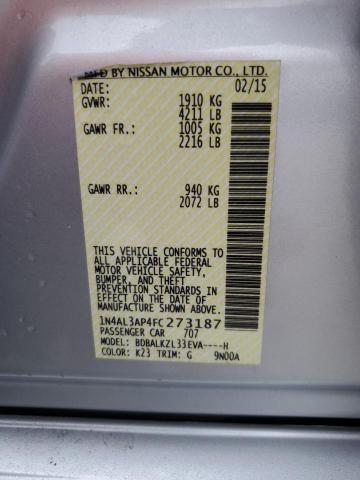 MFD BY NISSAN MOTOR CO., LTD.
DATE: 02/15
GVWR: 1910 KG
4211 LB
GAWR FR.: 1005 KG
2216 LB
GAWR RR.: 940 KG
2072 LB
THIS VEHICLE CONFORMS TO
ALL APPLICABLE FEDERAL
MOTOR VEHICLE SAFETY,
BUMPER, AND THEFT
PREVENTION STANDARDS IN
EFFECT ON THE DATE OF
MANUFACTURE SHOWN ABOVE.
1N4AL3AP4FC273187
PASSENGER CAR 707
MODEL: BDBALKZL33EVA----H
COLOR: K23 TRIM: G 9N00A